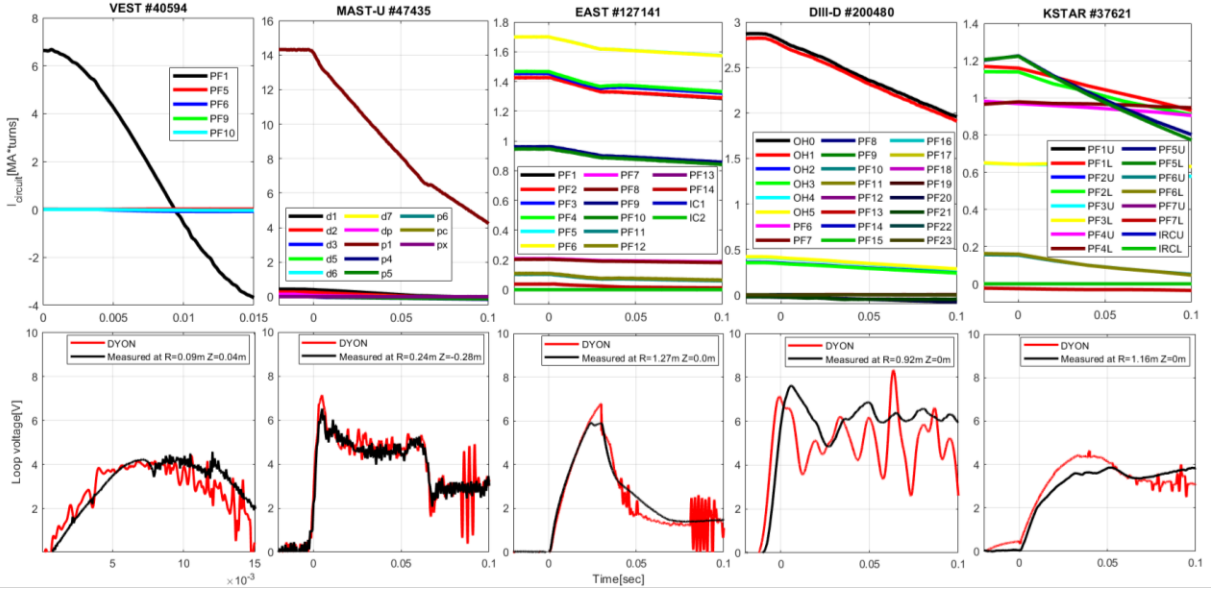 VEST #40594
MAST-U #47435
EAST #127141
DIII-D #200480
KSTAR #37621
I circuit [MA*turns]
8
6
4
2
0
-2
-4
0
0.005
0.01
0.015
PF1
PF5
PF6
PF9
PF10
16
14
12
10
8
6
4
2
0
0
0.1
d1
d2
d3
d5
d6
d7
dp
p1
p4
p5
p6
pc
px
1.8
1.6
1.4
1.2
1
0.8
0.6
0.4
0.2
0
0
0.1
PF1
PF2
PF3
PF4
PF5
PF6
PF7
PF8
PF9
PF10
PF11
PF12
PF13
PF14
IC1
IC2
3
2.5
2
1.5
1
0.5
0
0
0.05
0.1
OH0
OH1
OH2
OH3
OH4
OH5
PF6
PF7
PF8
PF9
PF10
PF11
PF12
PF13
PF14
PF15
PF16
PF17
PF18
PF19
PF20
PF21
PF22
PF23
1.4
1.2
1
0.8
0.6
0.4
0.2
0
0
0.05
0.1
PF1U
PF1L
PF2U
PF2L
PF3U
PF3L
PF4U
PF4L
PF5U
PF5L
PF6U
PF6L
PF7U
PF7L
IRCU
IRCL
Loop voltage[V]
10
8
6
4
2
5
10
15
×10-3
DYON
Measured at R=0.09m Z=0.04m
10
8
6
4
2
0
0
0.1
DYON
Measured at R=0.24m Z=-0.28m
10
8
6
4
2
0
0
0.1
DYON
Measured at R=1.27m Z=0.0m
10
8
6
4
2
0
0
0.05
0.1
DYON
Measured at R=0.92m Z=0m
10
8
6
4
2
0
0
0.05
0.1
DYON
Measured at R=1.16m Z=0m
Time[sec]